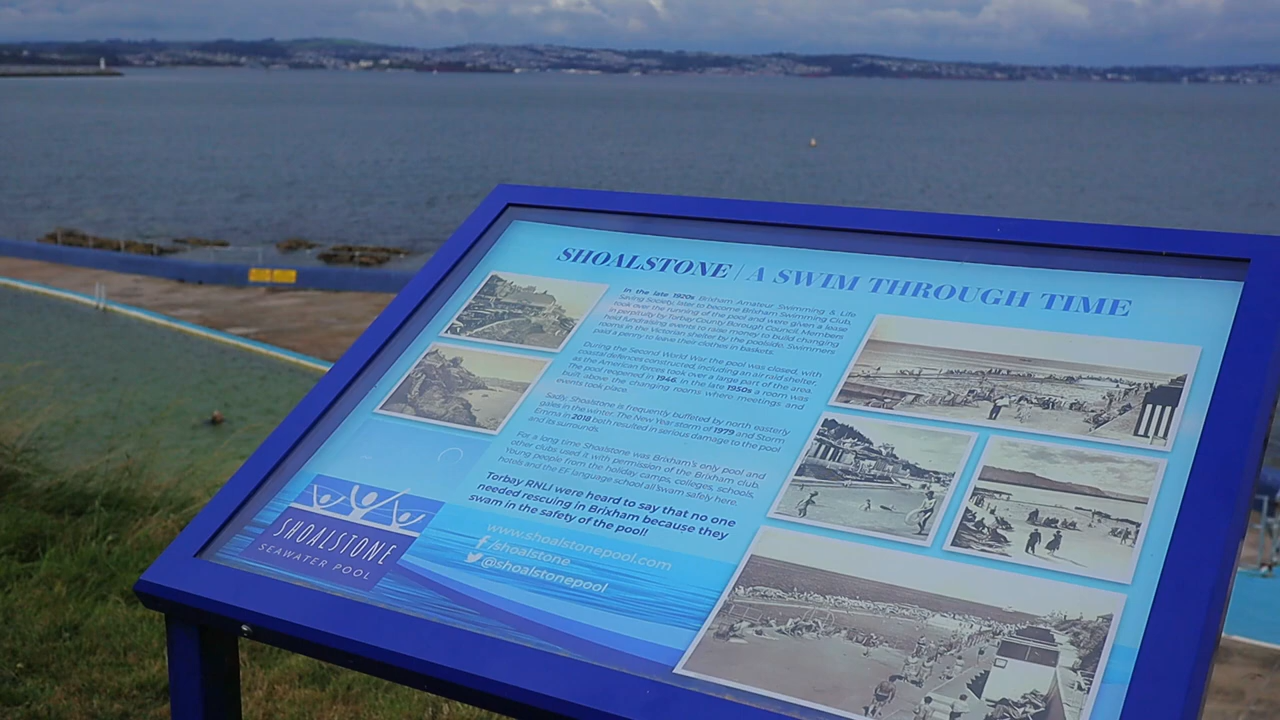 SHOALSTONE | A SWIM THROUGH TIME
In the late 1920s Brixham Amateur Swimming & Life
Saving Society, later to become Brixham Swimming Club,
took over the running of the pool and were given a lease
in perpetuity by Torbay County Borough Council. Members
held fundraising events to raise money to build changing
rooms in the sunken shelter by the poolside. Swimmers
paid a penny to leave their clothes in baskets.
During the Second World War the pool was closed, with
coastal defences constructed, including an air raid shelter,
as the American forces took over a large part of the area.
The pool reopened in 1946. In the late 1950s a room was
built above the changing rooms where meetings and
events took place.
Sadly, Shoalstone is frequently buffeted by north easterly
gales in the winter. The New Year storm of 1979 and Storm
Emma in 2018 both resulted in serious damage to the pool
and its surrounds.
For a long time Shoalstone was Brixham's only pool and
other clubs used it with permission of the Brixham club.
Young people from the holiday camps, colleges, schools,
hotels and the EF language school all swam safely here.
Torbay RNLI were heard to say that no one
needed rescuing in Brixham because they
swam in the safety of the pool!
www.shoalstonepool.com
f/shoalstone
@shoalstonepool
SHOALSTONE
SEAWATER POOL